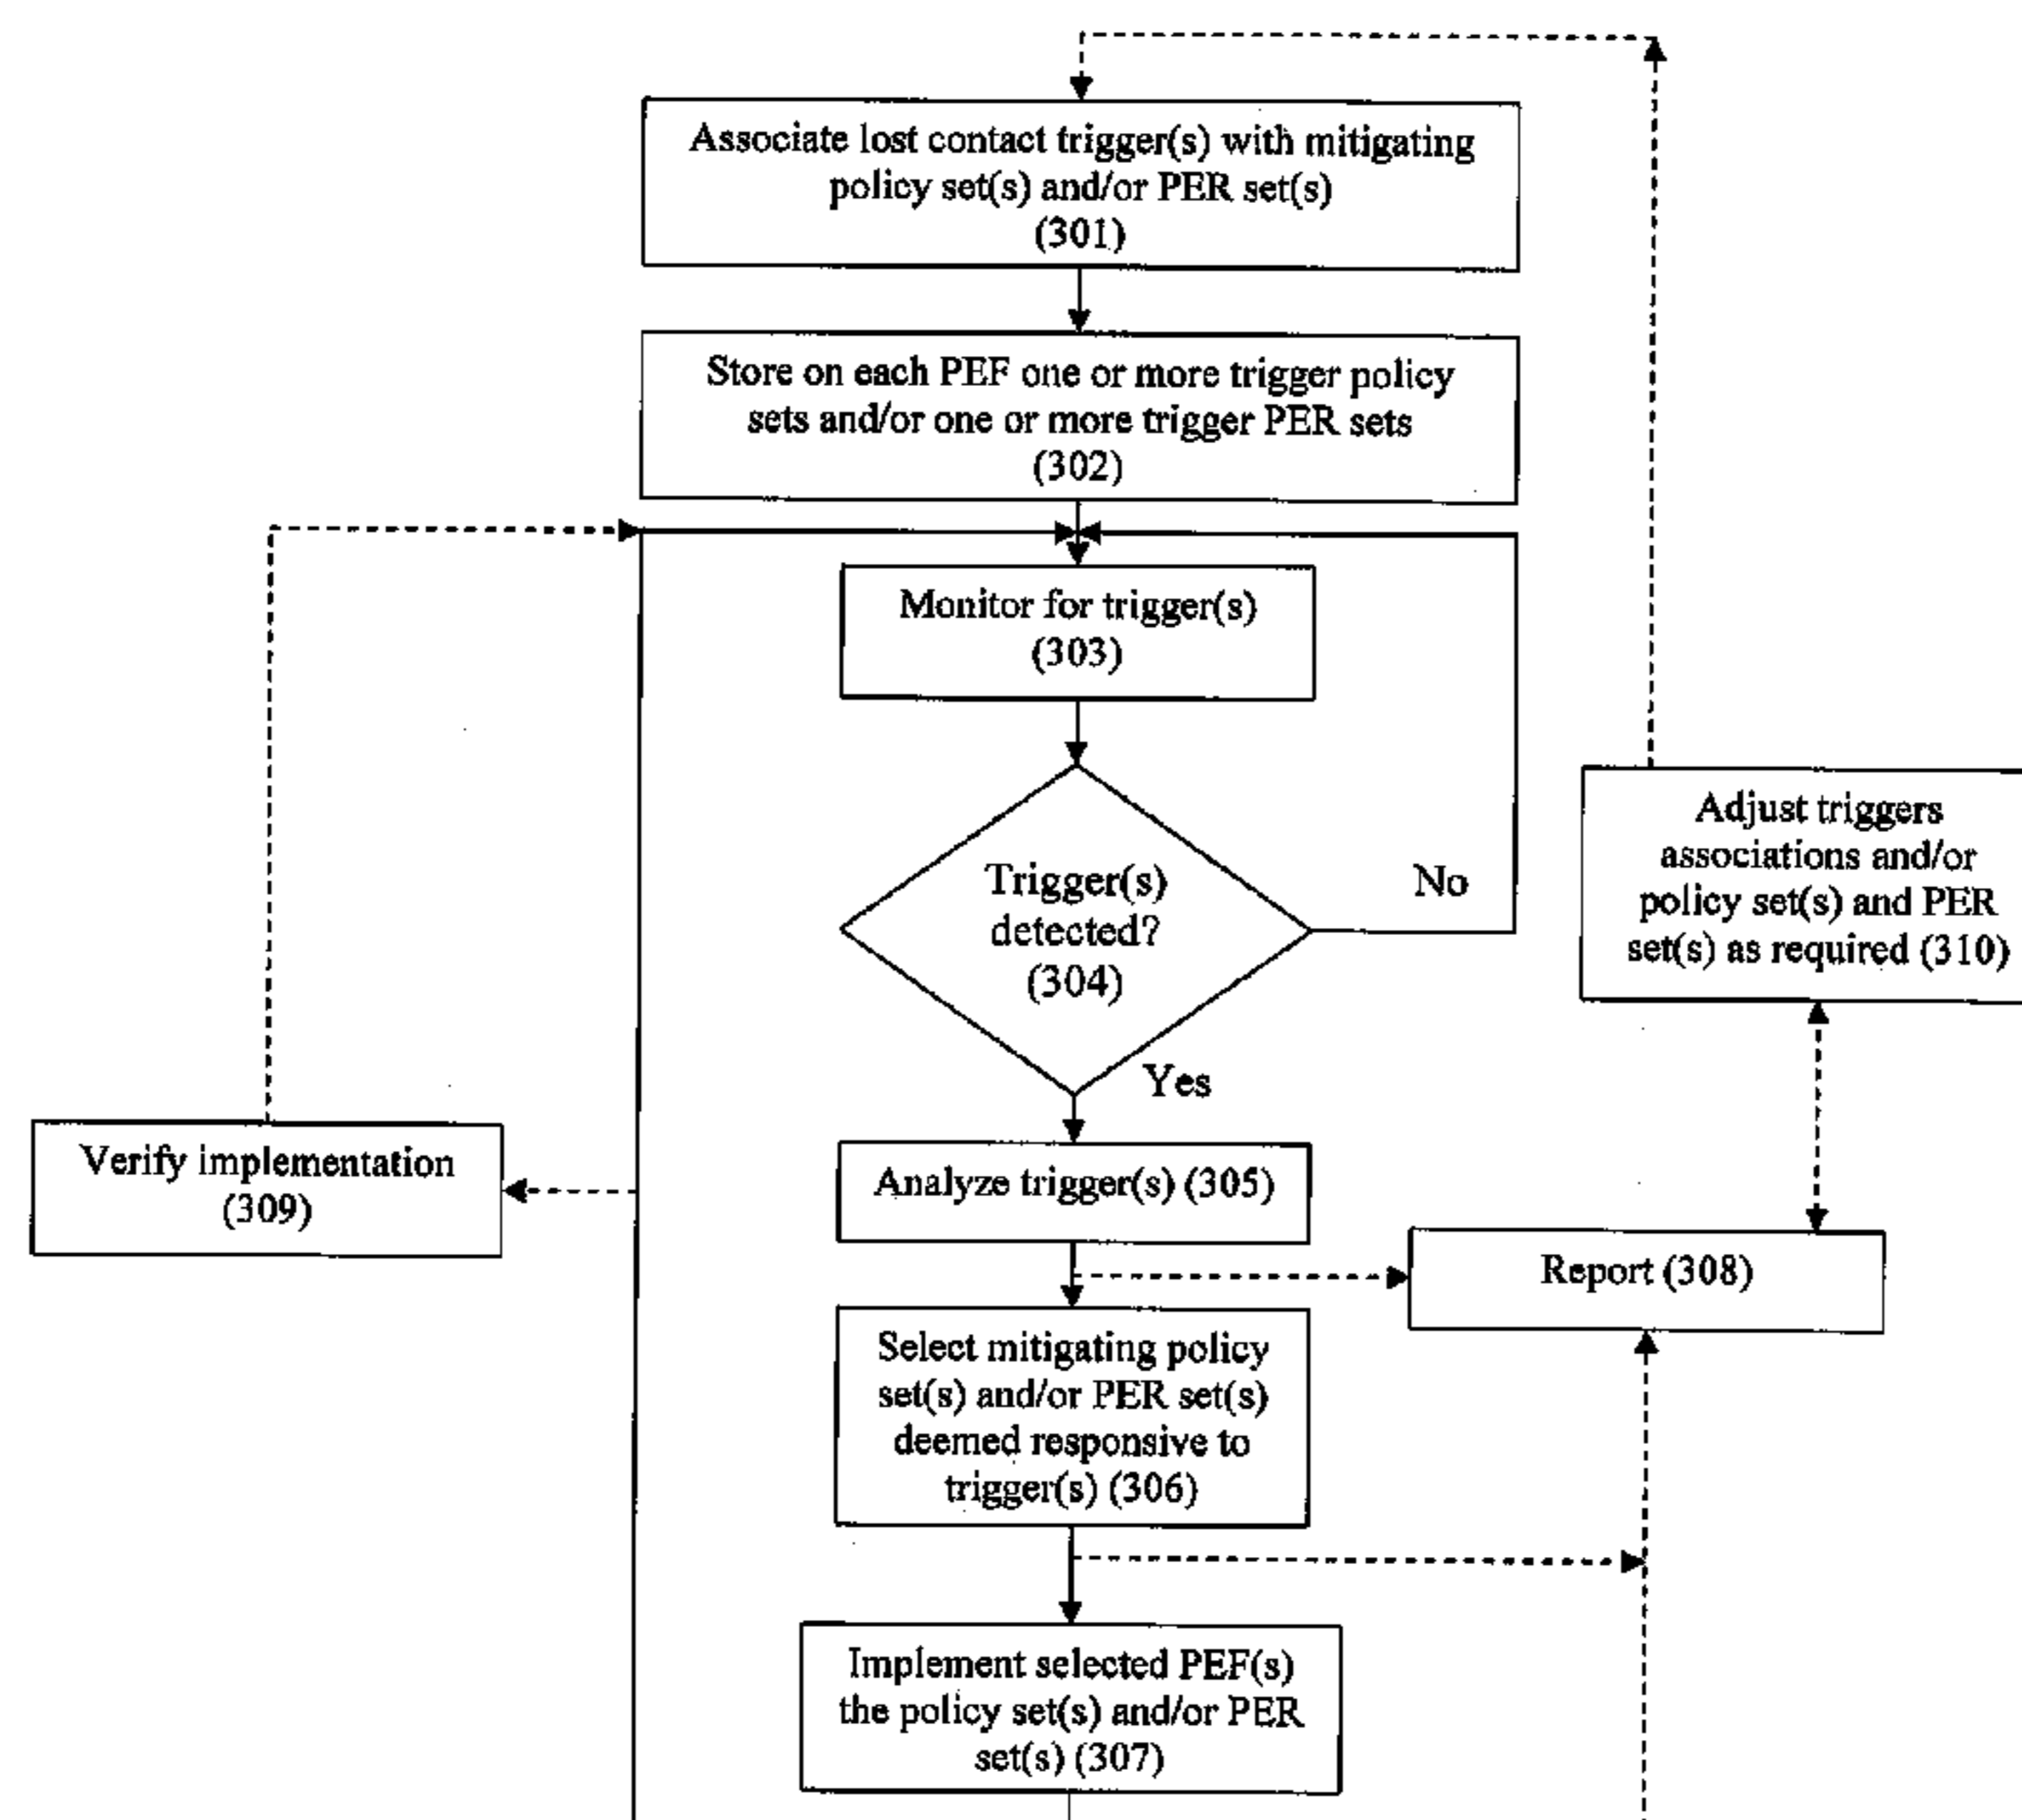 Associate lost contact trigger(s) with mitigating
policy set(s) and/or PER set(s)
(301)
Store on each PEF one or more trigger policy
sets and/or one or more trigger PER sets
(302)
Monitor for trigger(s)
(303)
Trigger(s)
detected?
(304)
No
Yes
Adjust triggers
associations and/or
policy set(s) and PER
set(s) as required (310)
Verify implementation
(309)
Analyze trigger(s) (305)
Report (308)
Select mitigating policy
set(s) and/or PER set(s)
deemed responsive to
trigger(s) (306)
Implement selected PEF(s)
the policy set(s) and/or PER
set(s) (307)